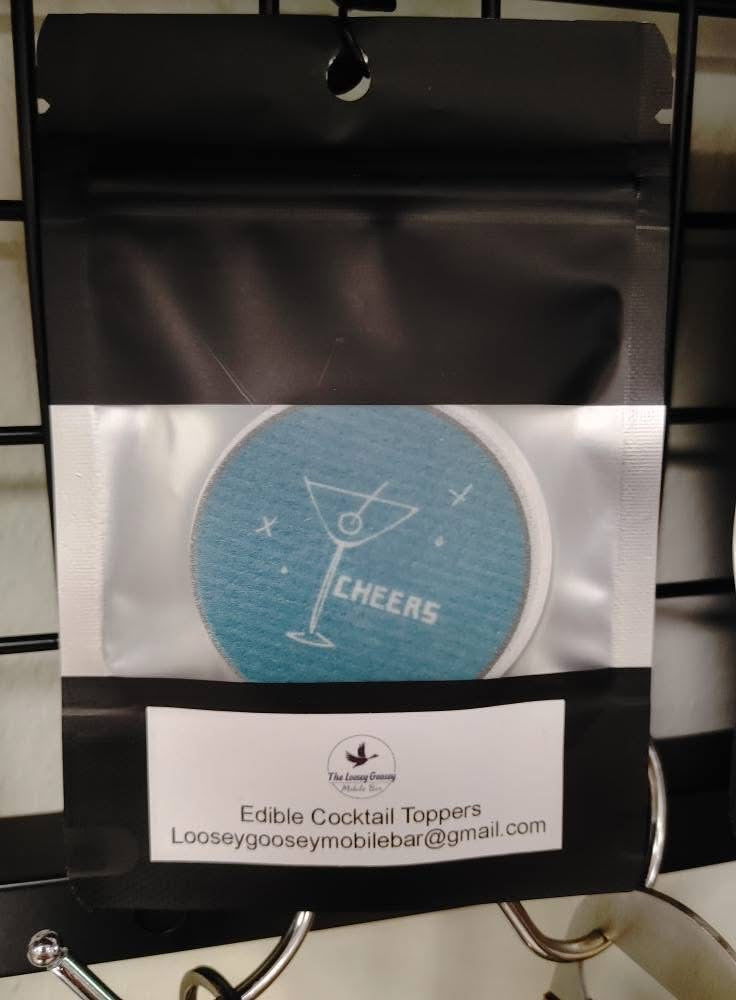 CHEERS
The Loosey Goosey
Mobile Bar
Edible Cocktail Toppers
Looseygooseymobilebar@gmail.com